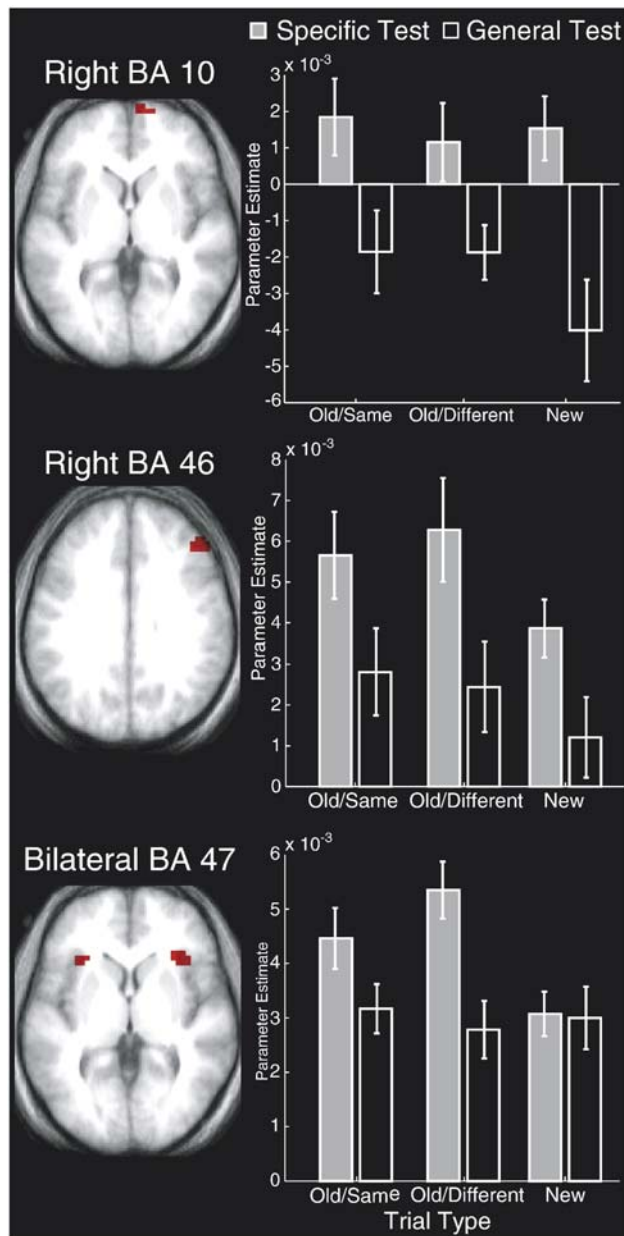 Specific Test General Test
Right BA 10
x 10-3
3
2
1
0
-1
-2
-3
-4
-5
-6
Parameter Estimate
Old/Same Old/Different New
Right BA 46
x 10-3
8
7
6
5
4
3
2
1
0
Parameter Estimate
Old/Same Old/Different New
Bilateral BA 47
x 10-3
6
5
4
3
2
1
0
Parameter Estimate
Old/Same Old/Different New
Trial Type